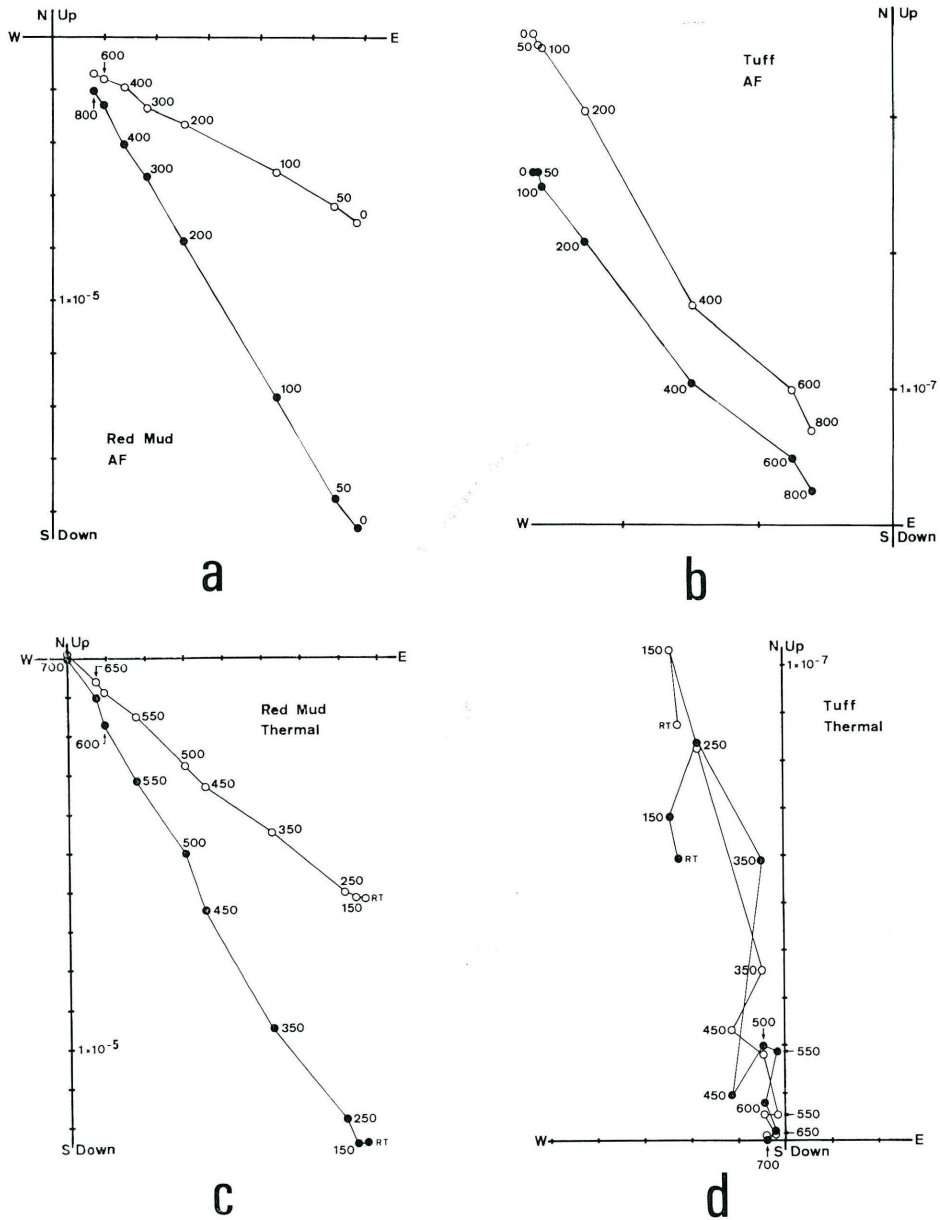 N Up
W E
600
400
300
200
100
50
0
800
400
300
200
1×10⁻⁵
100
50
0
Red Mud
AF
S Down
a
N Up
0
50 100
Tuff
AF
200
0 50
100
200
400
400
600
1×10⁻⁷
800
600
800
W E
S Down
b
N Up
W E
700 650
Red Mud
Thermal
550
600
500
550
450
500
350
450
250
150 RT
350
1×10⁻⁵
250
150 RT
S Down
c
N Up
150
1×10⁻⁷
Tuff
Thermal
RT
250
150
RT
350
350
450
500
550
450
600
550
650
W E
S Down
700
d